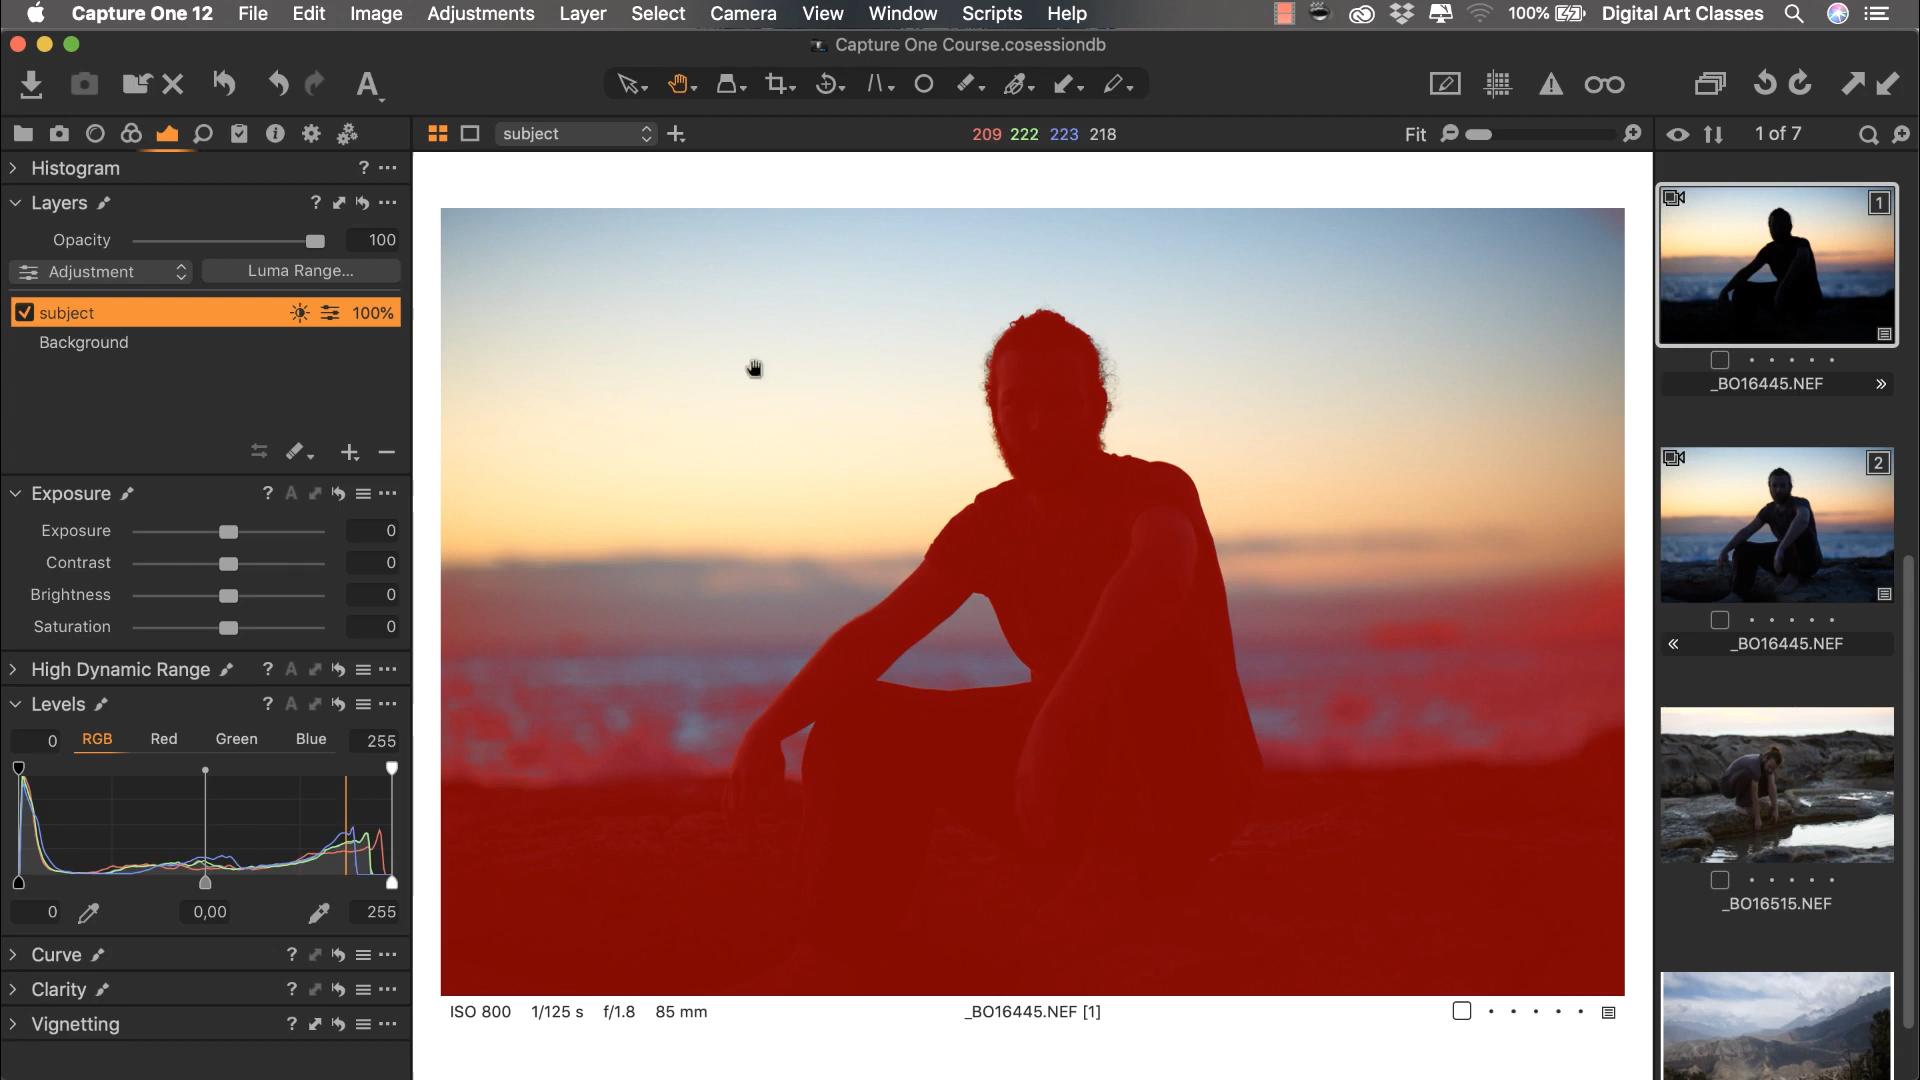 Capture One 12 File Edit Image Adjustments Layer Select Camera View Window Scripts Help 100% Digital Art Classes
Capture One Course.cosessiondb
A
subject 209 222 223 218 Fit 1 of 7
Histogram ?
Layers ?
Opacity 100
Adjustment Luma Range...
subject 100%
Background
Exposure ? A
Exposure 0
Contrast 0
Brightness 0
Saturation 0
High Dynamic Range ? A
Levels ? A
0 RGB Red Green Blue 255
0 0,00 255
Curve ?
Clarity ?
Vignetting ?
ISO 800 1/125 s f/1.8 85 mm _BO16445.NEF [1]
1
_BO16445.NEF
2
_BO16445.NEF
_BO16515.NEF